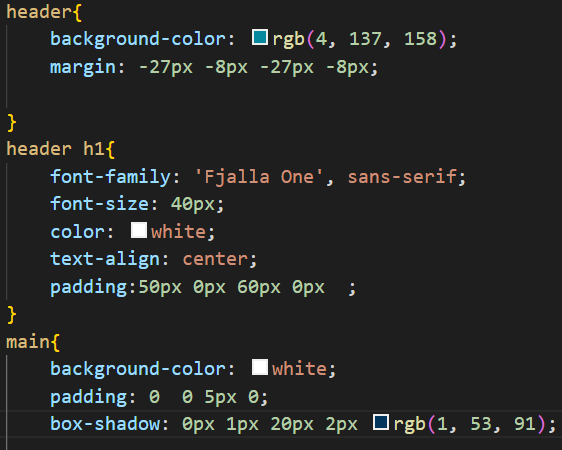 header{
    background-color: rgb(4, 137, 158);
    margin: -27px -8px -27px -8px;

}
header h1{
    font-family: 'Fjalla One', sans-serif;
    font-size: 40px;
    color: white;
    text-align: center;
    padding:50px 0px 60px 0px  ;
}
main{
    background-color: white;
    padding: 0  0 5px 0;
    box-shadow: 0px 1px 20px 2px rgb(1, 53, 91);